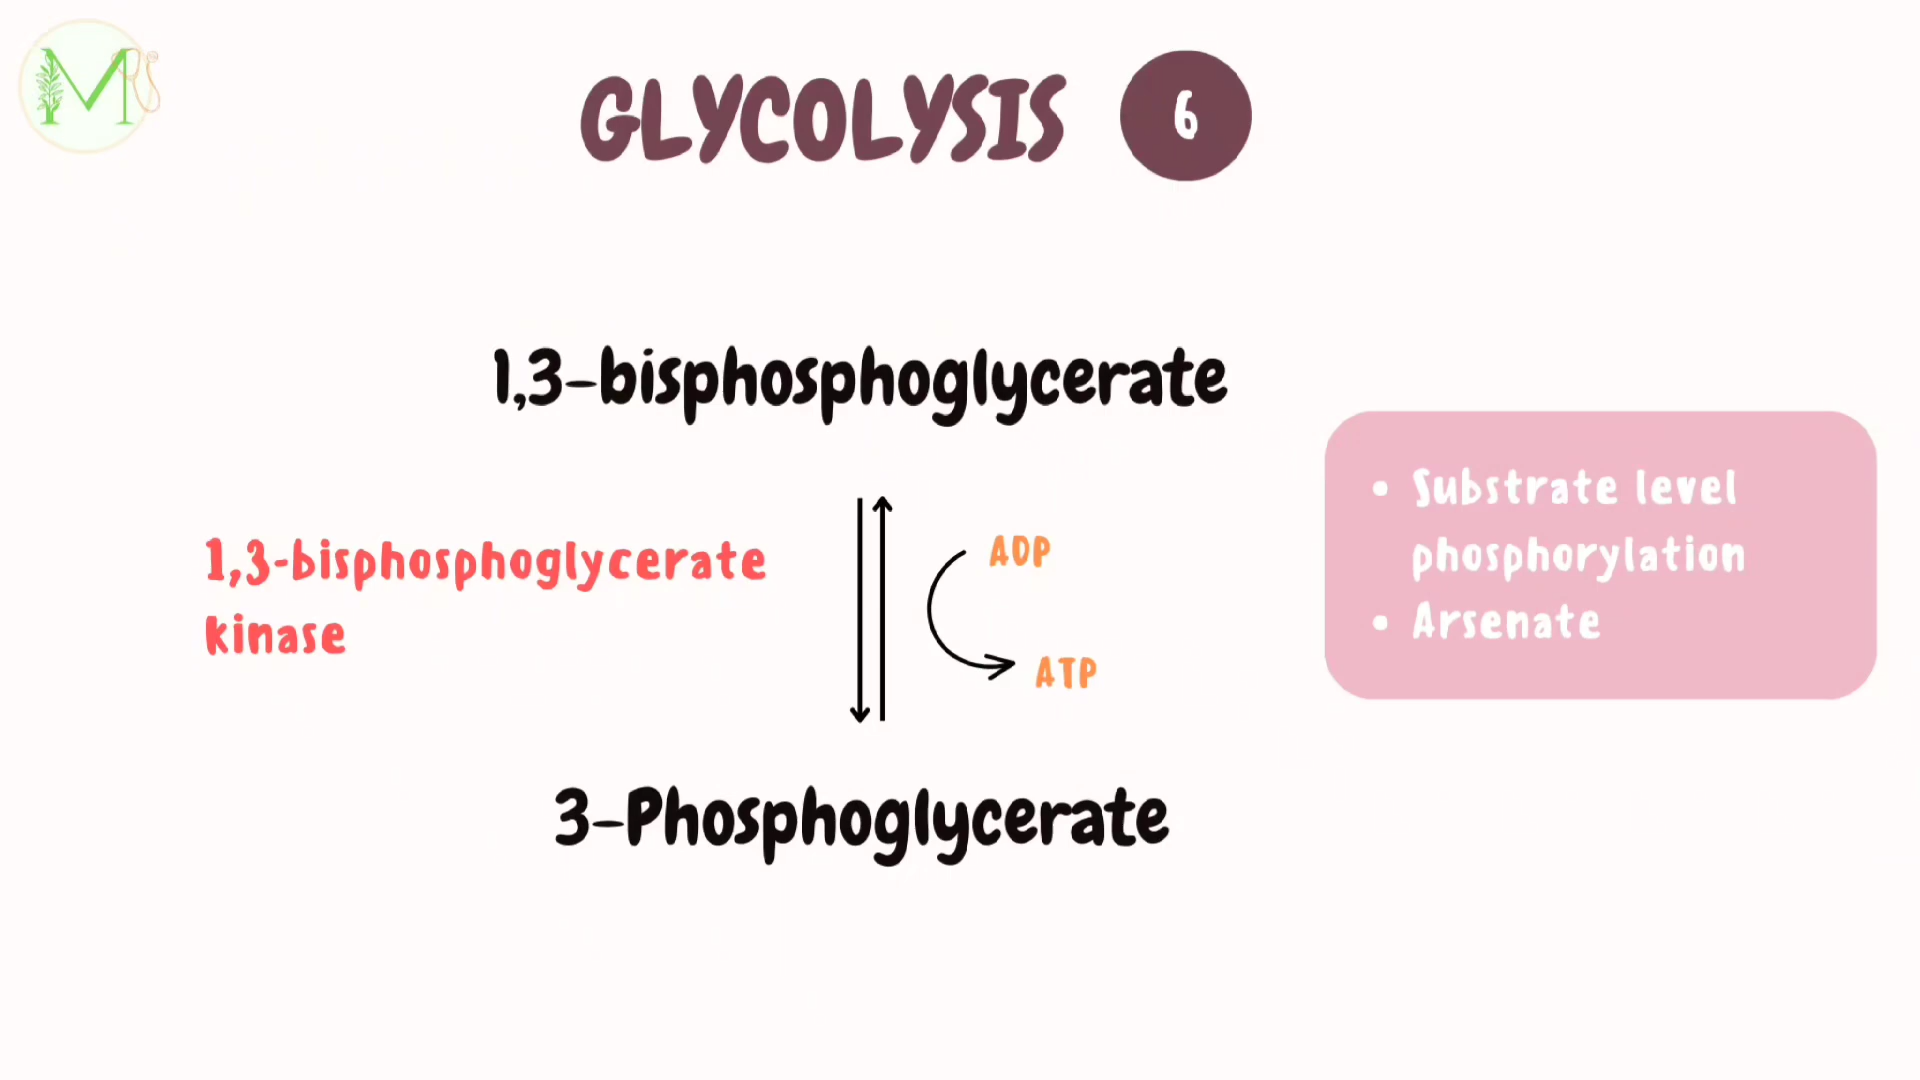 M
GLYCOLYSIS 6
1,3-bisphosphoglycerate
1,3-bisphosphoglycerate
kinase
ADP
ATP
• Substrate level
phosphorylation
• Arsenate
3-Phosphoglycerate